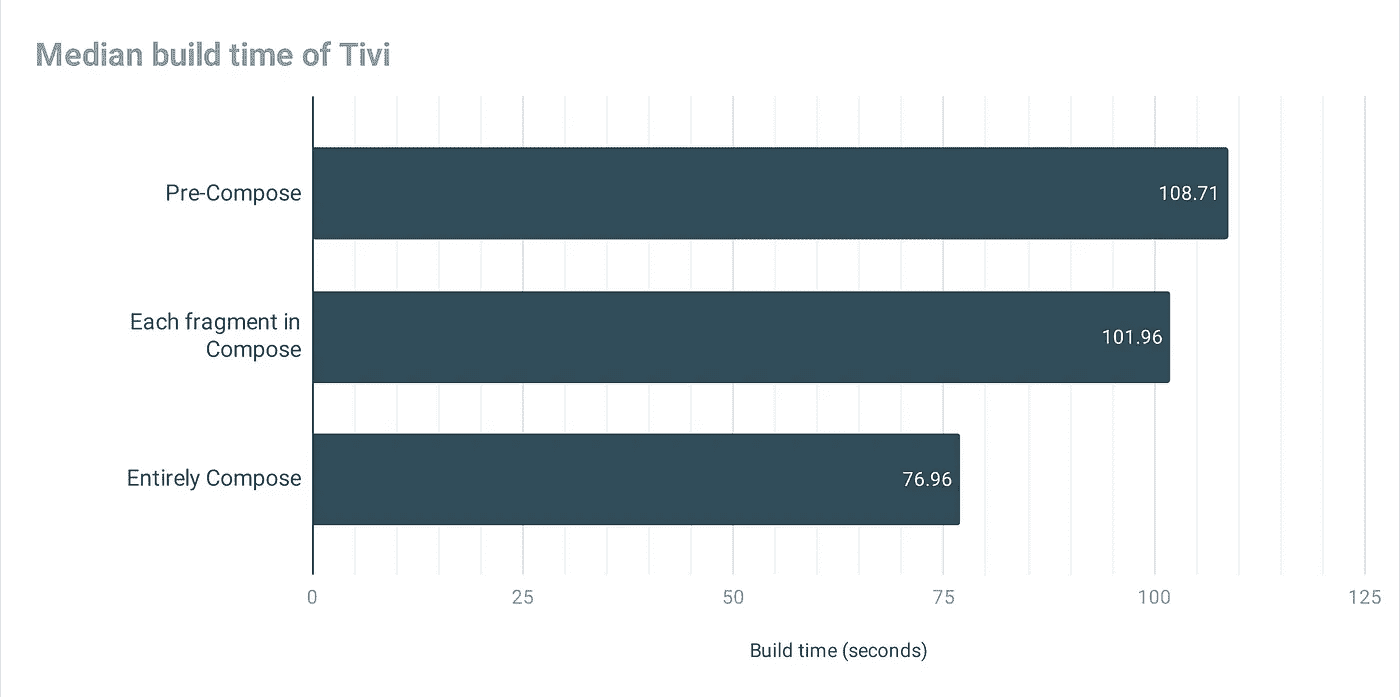 Median build time of Tivi
Pre-Compose
108.71
Each fragment in
Compose
101.96
Entirely Compose
76.96
0 25 50 75 100 125
Build time (seconds)